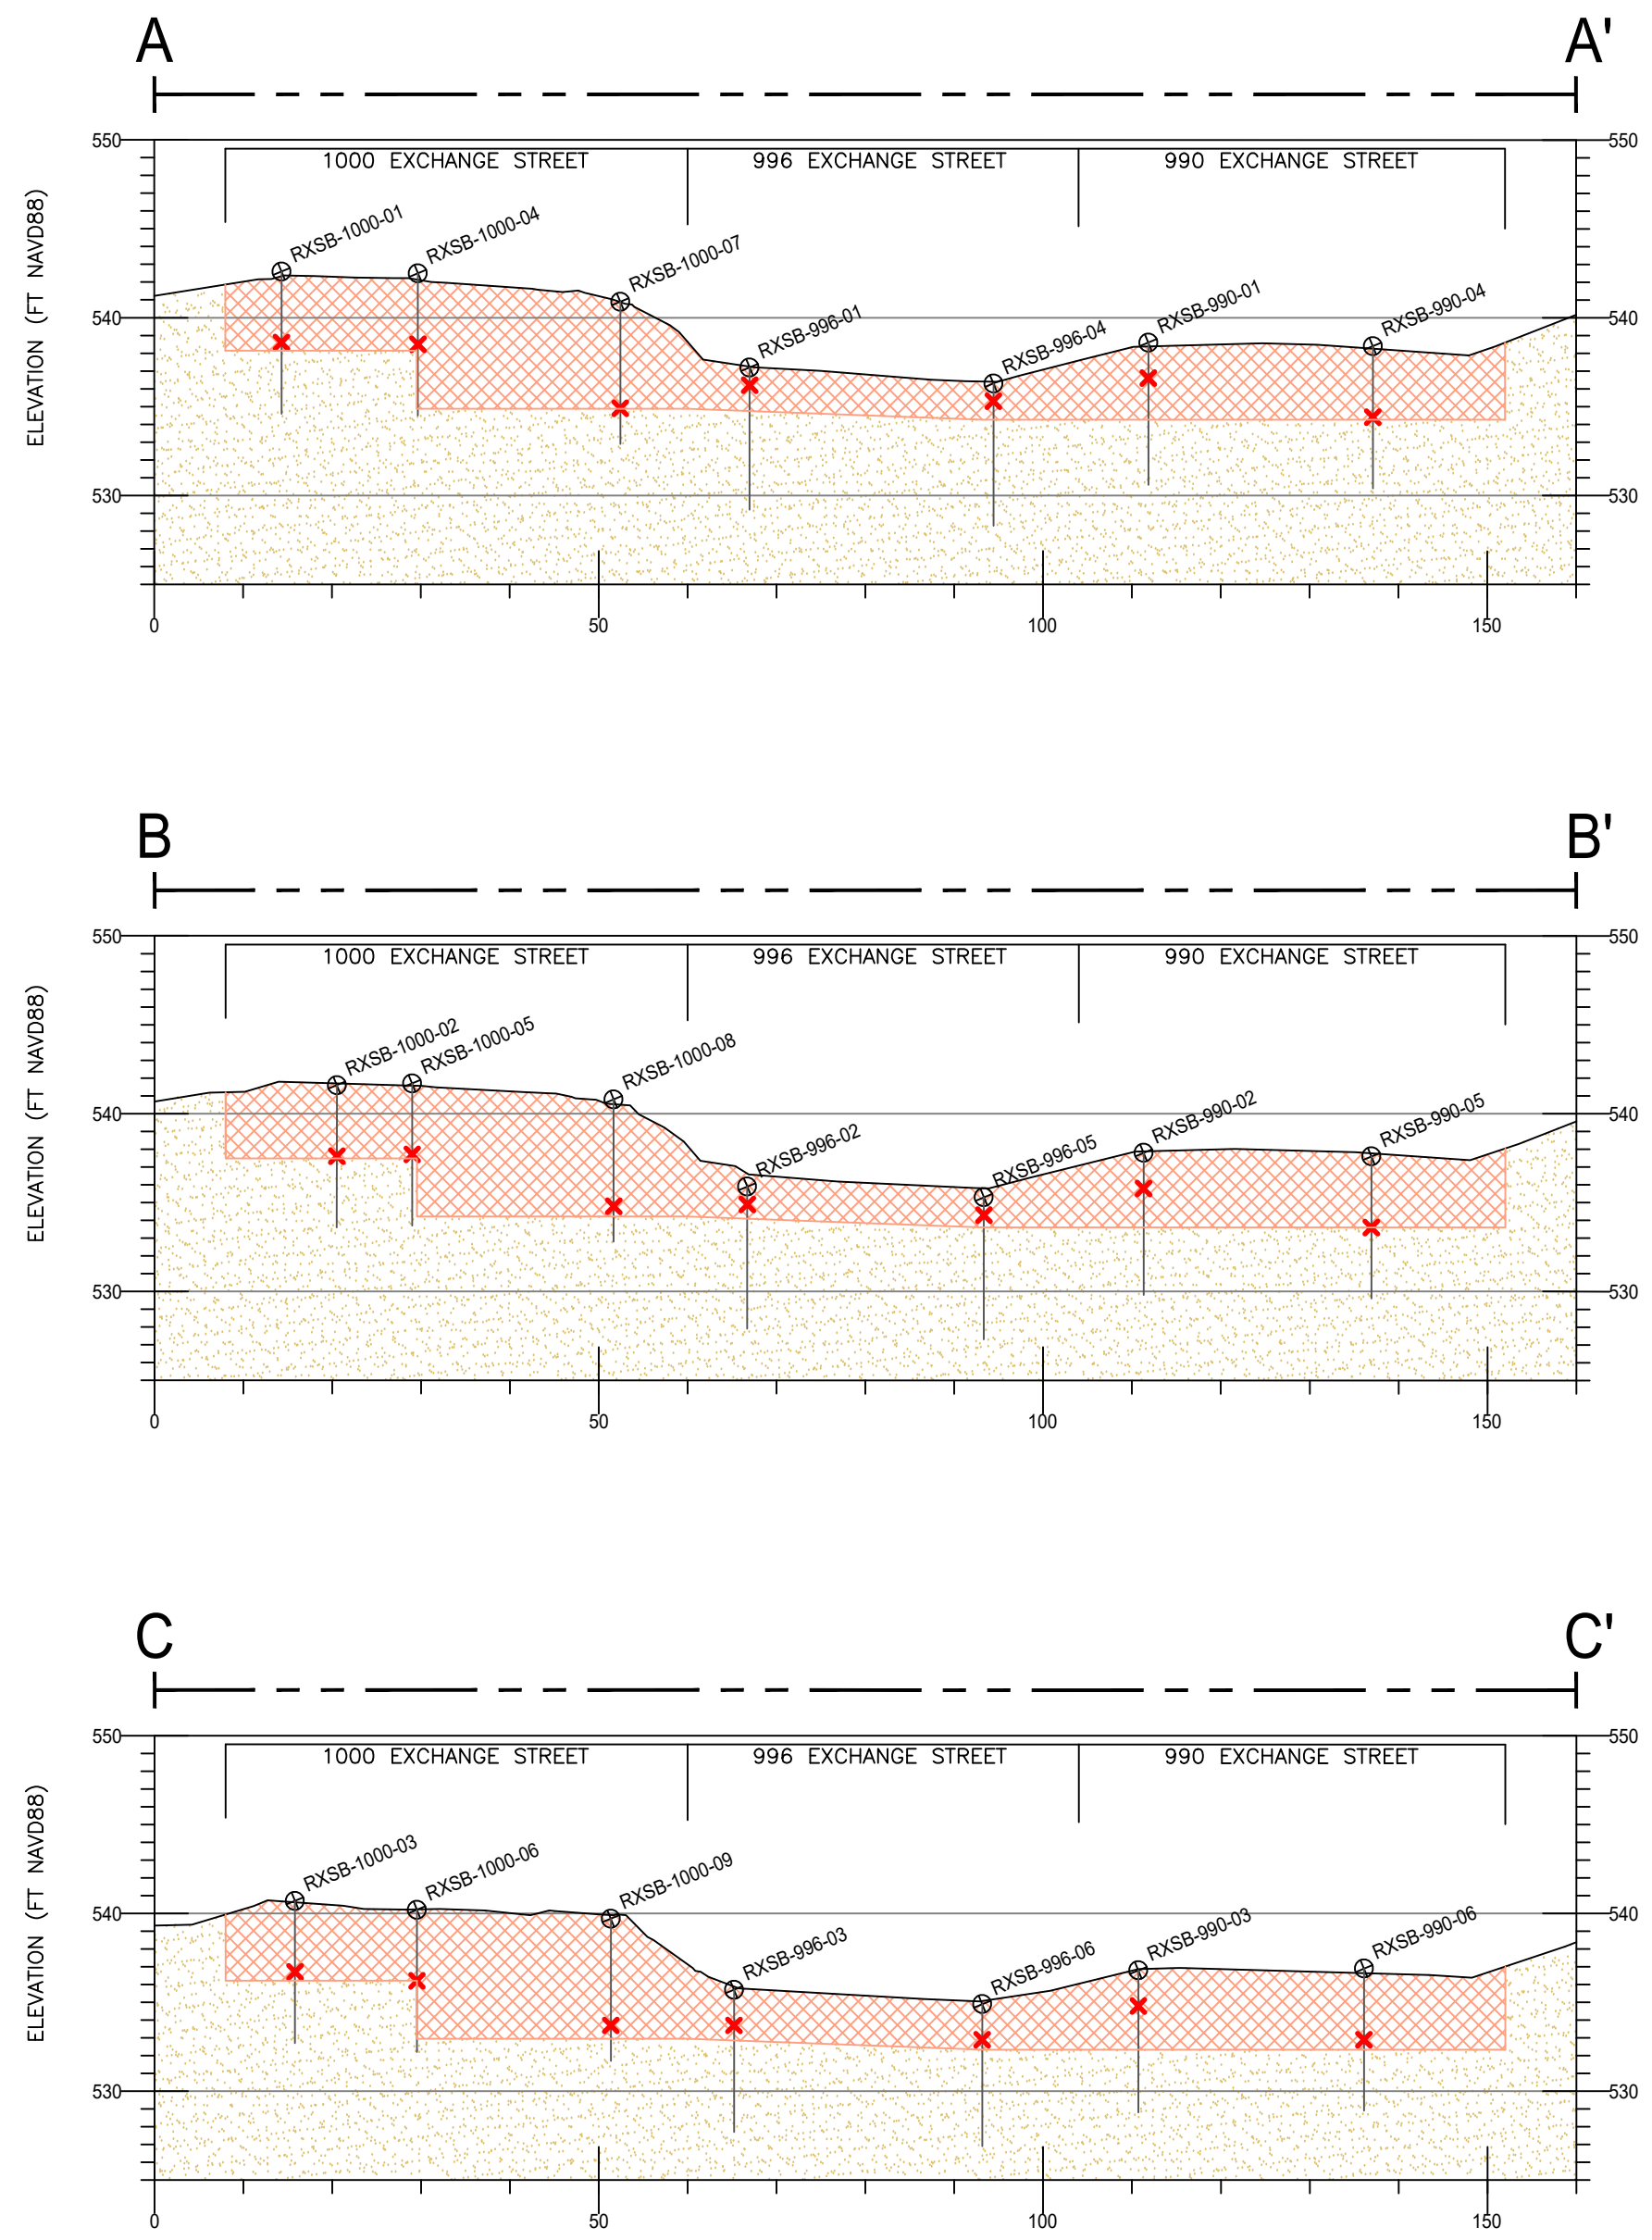 A A'
550 550
1000 EXCHANGE STREET 996 EXCHANGE STREET 990 EXCHANGE STREET
ELEVATION (FT NAVD88)
RXSB-1000-01 RXSB-1000-04 RXSB-1000-07 RXSB-996-01 RXSB-996-04 RXSB-990-01 RXSB-990-04
540 540
530 530
0 50 100 150
B B'
550 550
1000 EXCHANGE STREET 996 EXCHANGE STREET 990 EXCHANGE STREET
ELEVATION (FT NAVD88)
RXSB-1000-02 RXSB-1000-05 RXSB-1000-08 RXSB-996-02 RXSB-996-05 RXSB-990-02 RXSB-990-05
540 540
530 530
0 50 100 150
C C'
550 550
1000 EXCHANGE STREET 996 EXCHANGE STREET 990 EXCHANGE STREET
ELEVATION (FT NAVD88)
RXSB-1000-03 RXSB-1000-06 RXSB-1000-09 RXSB-996-03 RXSB-996-06 RXSB-990-03 RXSB-990-06
540 540
530 530
0 50 100 150